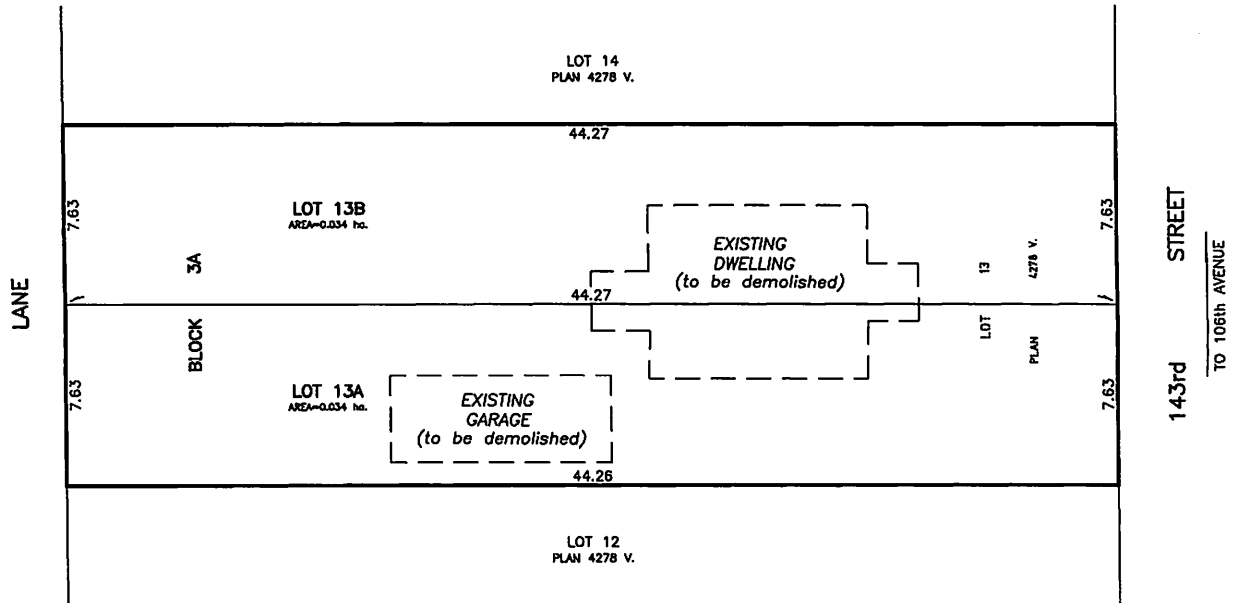 LOT 14
PLAN 4278 V.
44.27
7.63
LOT 13B
AREA=0.034 ha.
7.63
EXISTING
DWELLING
(to be demolished)
BLOCK 3A
44.27
LOT 13
PLAN 4278 V.
LANE
143rd STREET
TO 106th AVENUE
7.63
LOT 13A
AREA=0.034 ha.
7.63
EXISTING
GARAGE
(to be demolished)
44.26
LOT 12
PLAN 4278 V.